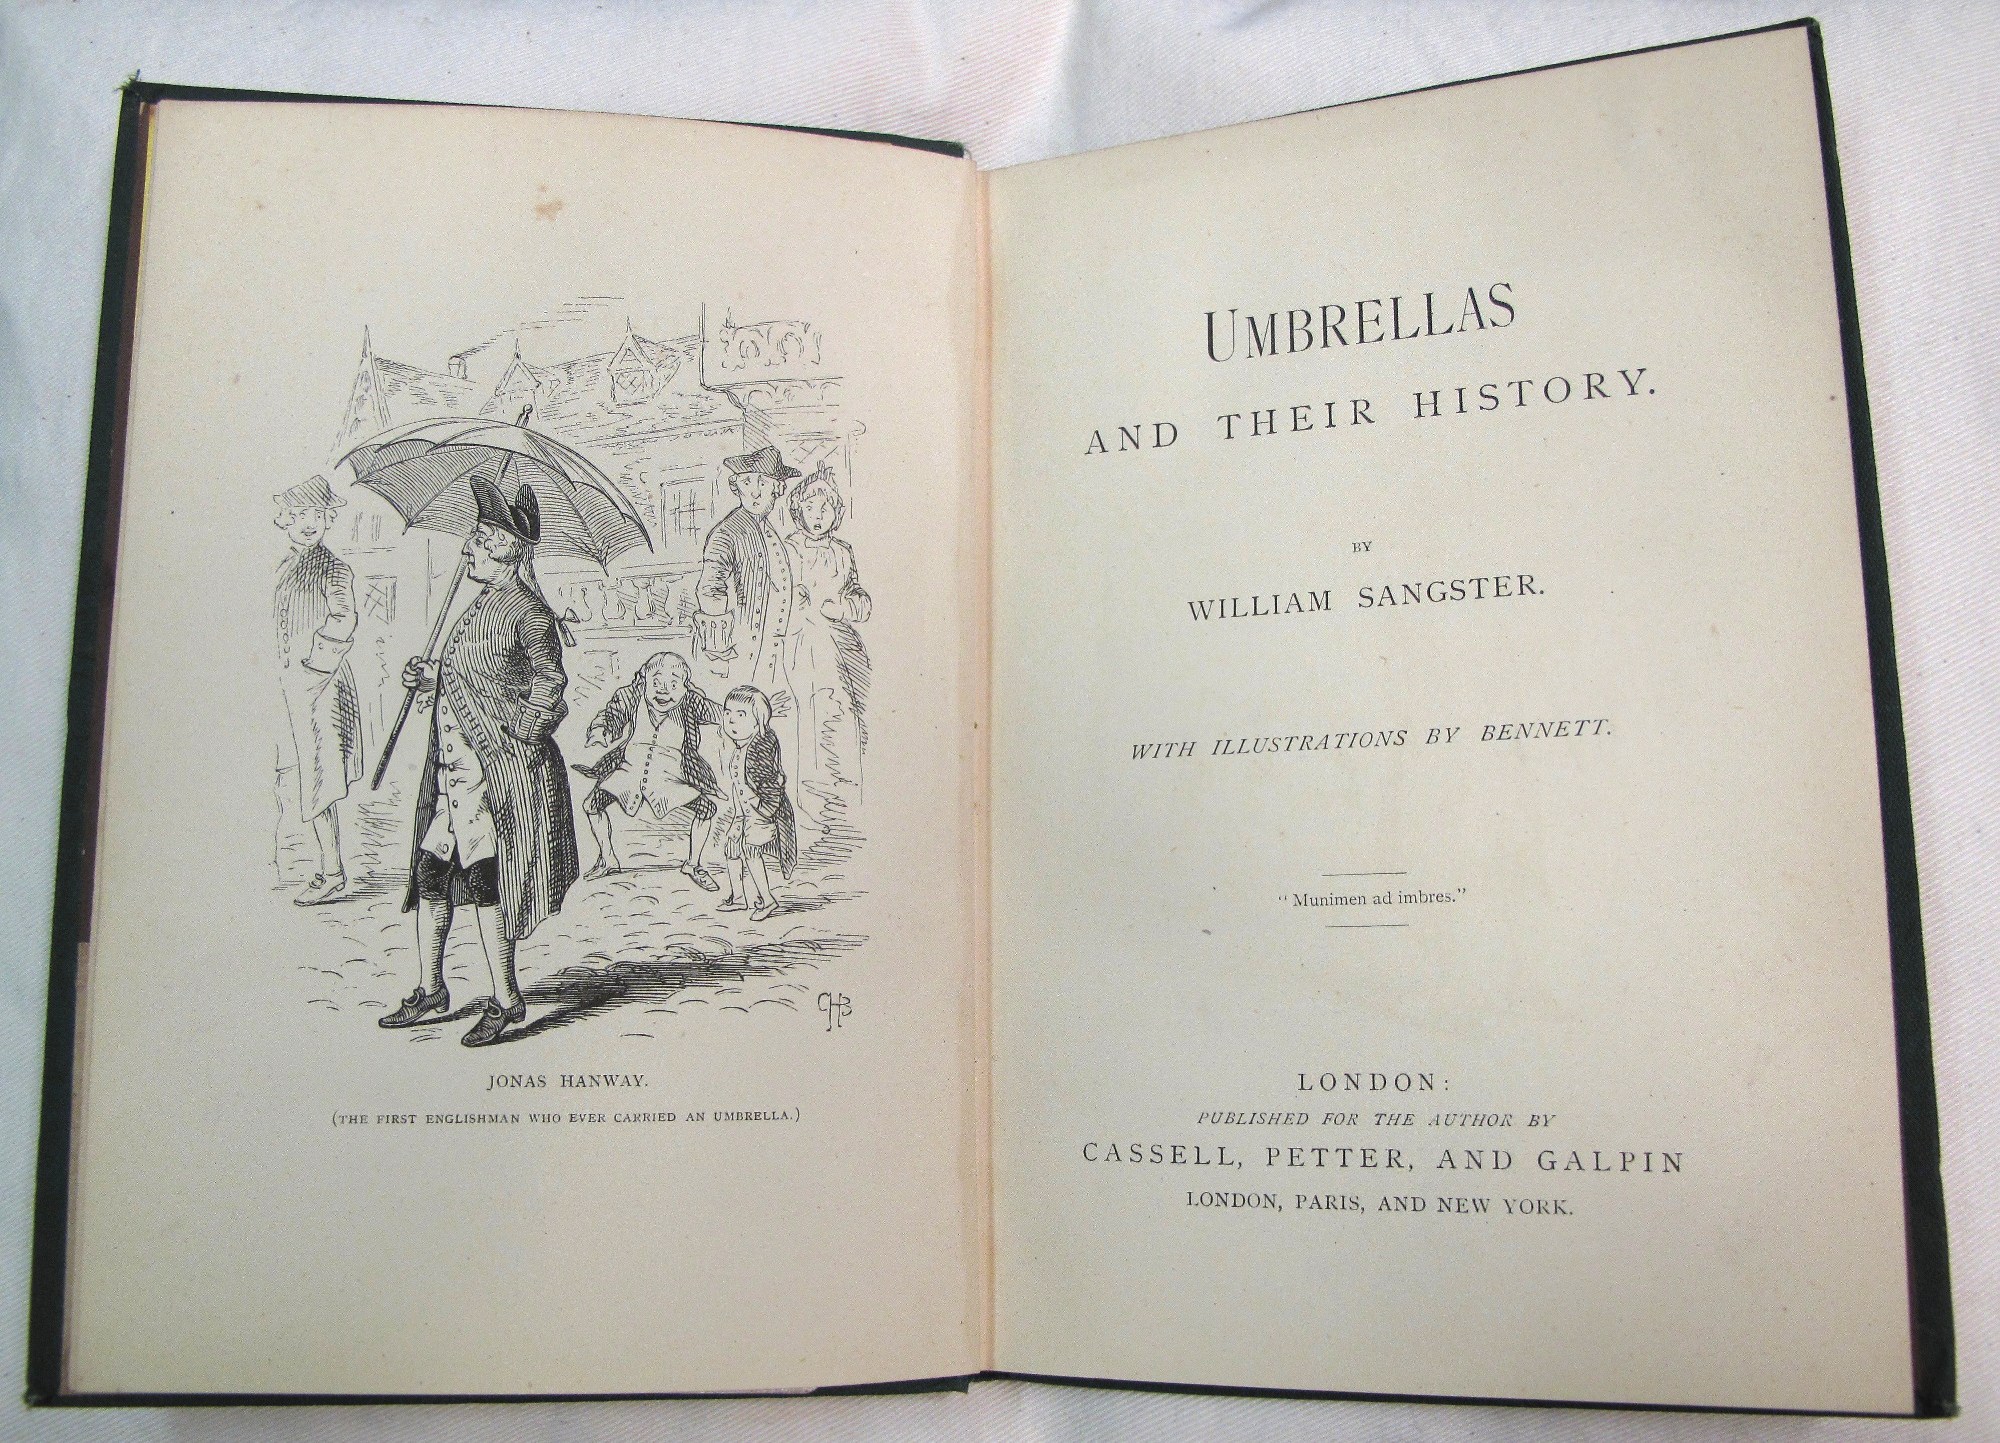 CHB
JONAS HANWAY.
(THE FIRST ENGLISHMAN WHO EVER CARRIED AN UMBRELLA.)
UMBRELLAS
AND THEIR HISTORY.
BY
WILLIAM SANGSTER.
WITH ILLUSTRATIONS BY BENNETT.
"Munimen ad imbres."
LONDON:
PUBLISHED FOR THE AUTHOR BY
CASSELL, PETTER, AND GALPIN
LONDON, PARIS, AND NEW YORK.